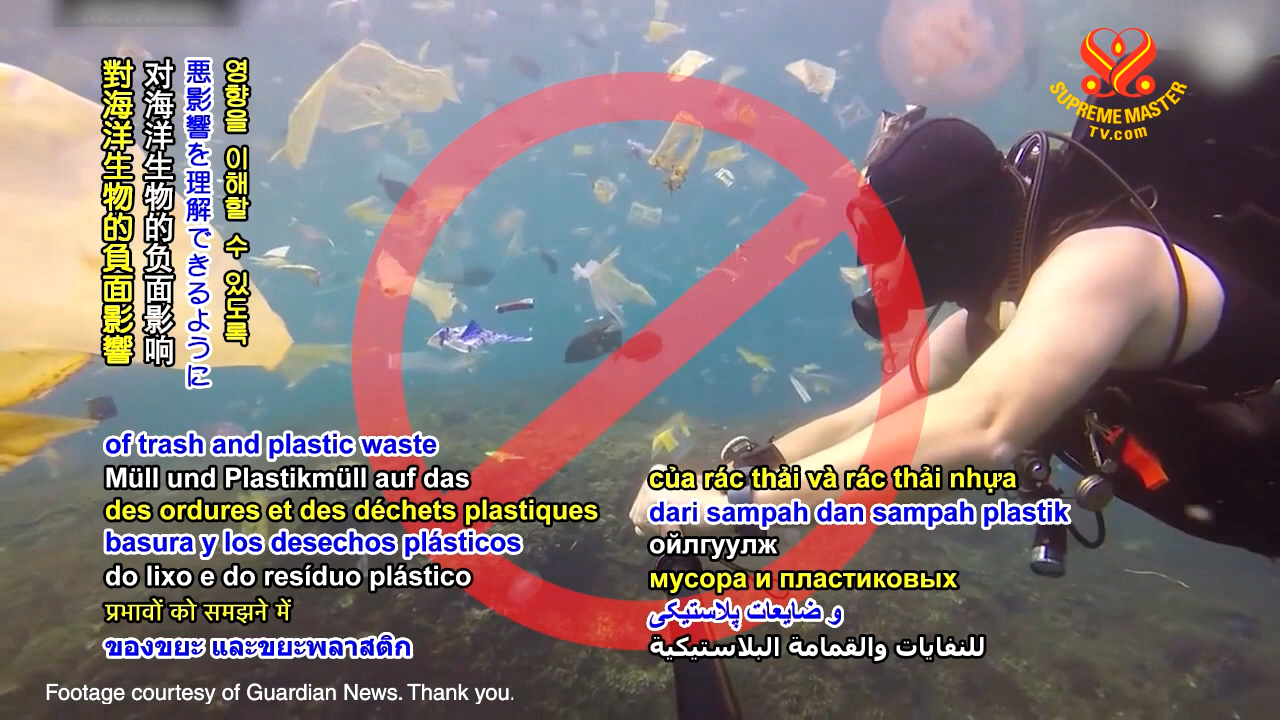 對海洋生物的負面影響
对海洋生物的负面影响
悪影響を理解できるように
영향을 이해할 수 있도록
SUPREME MASTER
TV.com
of trash and plastic waste
Müll und Plastikmüll auf das
des ordures et des déchets plastiques
basura y los desechos plásticos
do lixo e do resíduo plástico
प्रभावों को समझने में
ของขยะ และขยะพลาสติก
của rác thải và rác thải nhựa
dari sampah dan sampah plastik
ойлгуулж
мусора и пластиковых
و ضایعات پلاستیکی
للنفايات والقمامة البلاستيكية
Footage courtesy of Guardian News. Thank you.